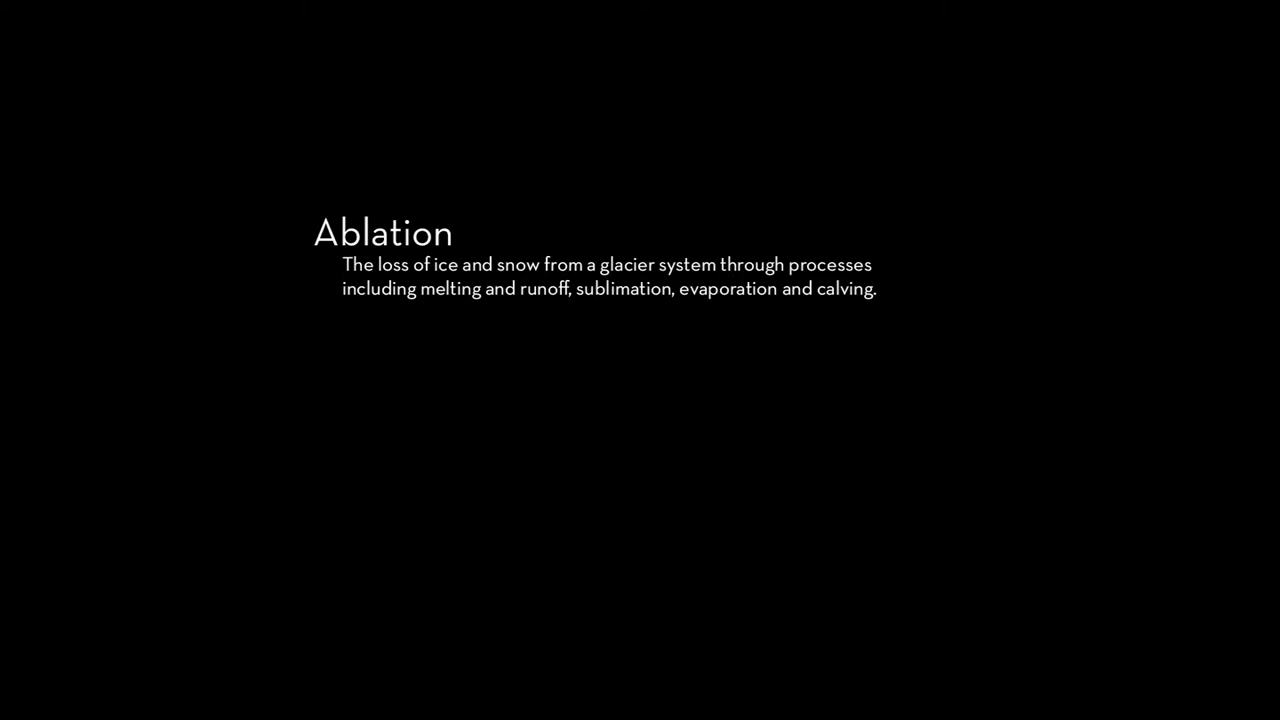 Ablation
The loss of ice and snow from a glacier system through processes
including melting and runoff, sublimation, evaporation and calving.